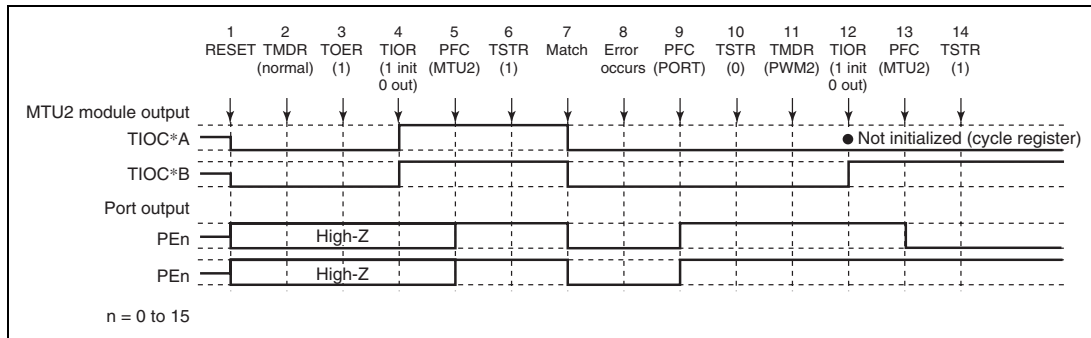 1 2 3 4 5 6 7 8 9 10 11 12 13 14
RESET TMDR TOER TIOR PFC TSTR Match Error PFC TSTR TMDR TIOR PFC TSTR
(normal) (1) (1 init (MTU2) (1) occurs (PORT) (0) (PWM2) (1 init (MTU2) (1)
0 out) 0 out)
MTU2 module output
TIOC*A
● Not initialized (cycle register)
TIOC*B
Port output
PEn
High-Z
PEn
High-Z
n = 0 to 15